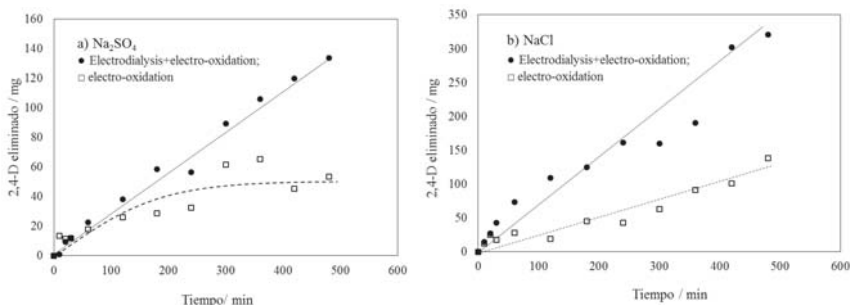 a) Na₂SO₄
● Electrodialysis+electro-oxidation;
□ electro-oxidation
2,4-D eliminado / mg
160
140
120
100
80
60
40
20
0
0 100 200 300 400 500 600
Tiempo/ min
b) NaCl
● Electrodialysis+electro-oxidation;
□ electro-oxidation
2,4-D eliminado / mg
350
300
250
200
150
100
50
0
0 100 200 300 400 500 600
Tiempo/ min